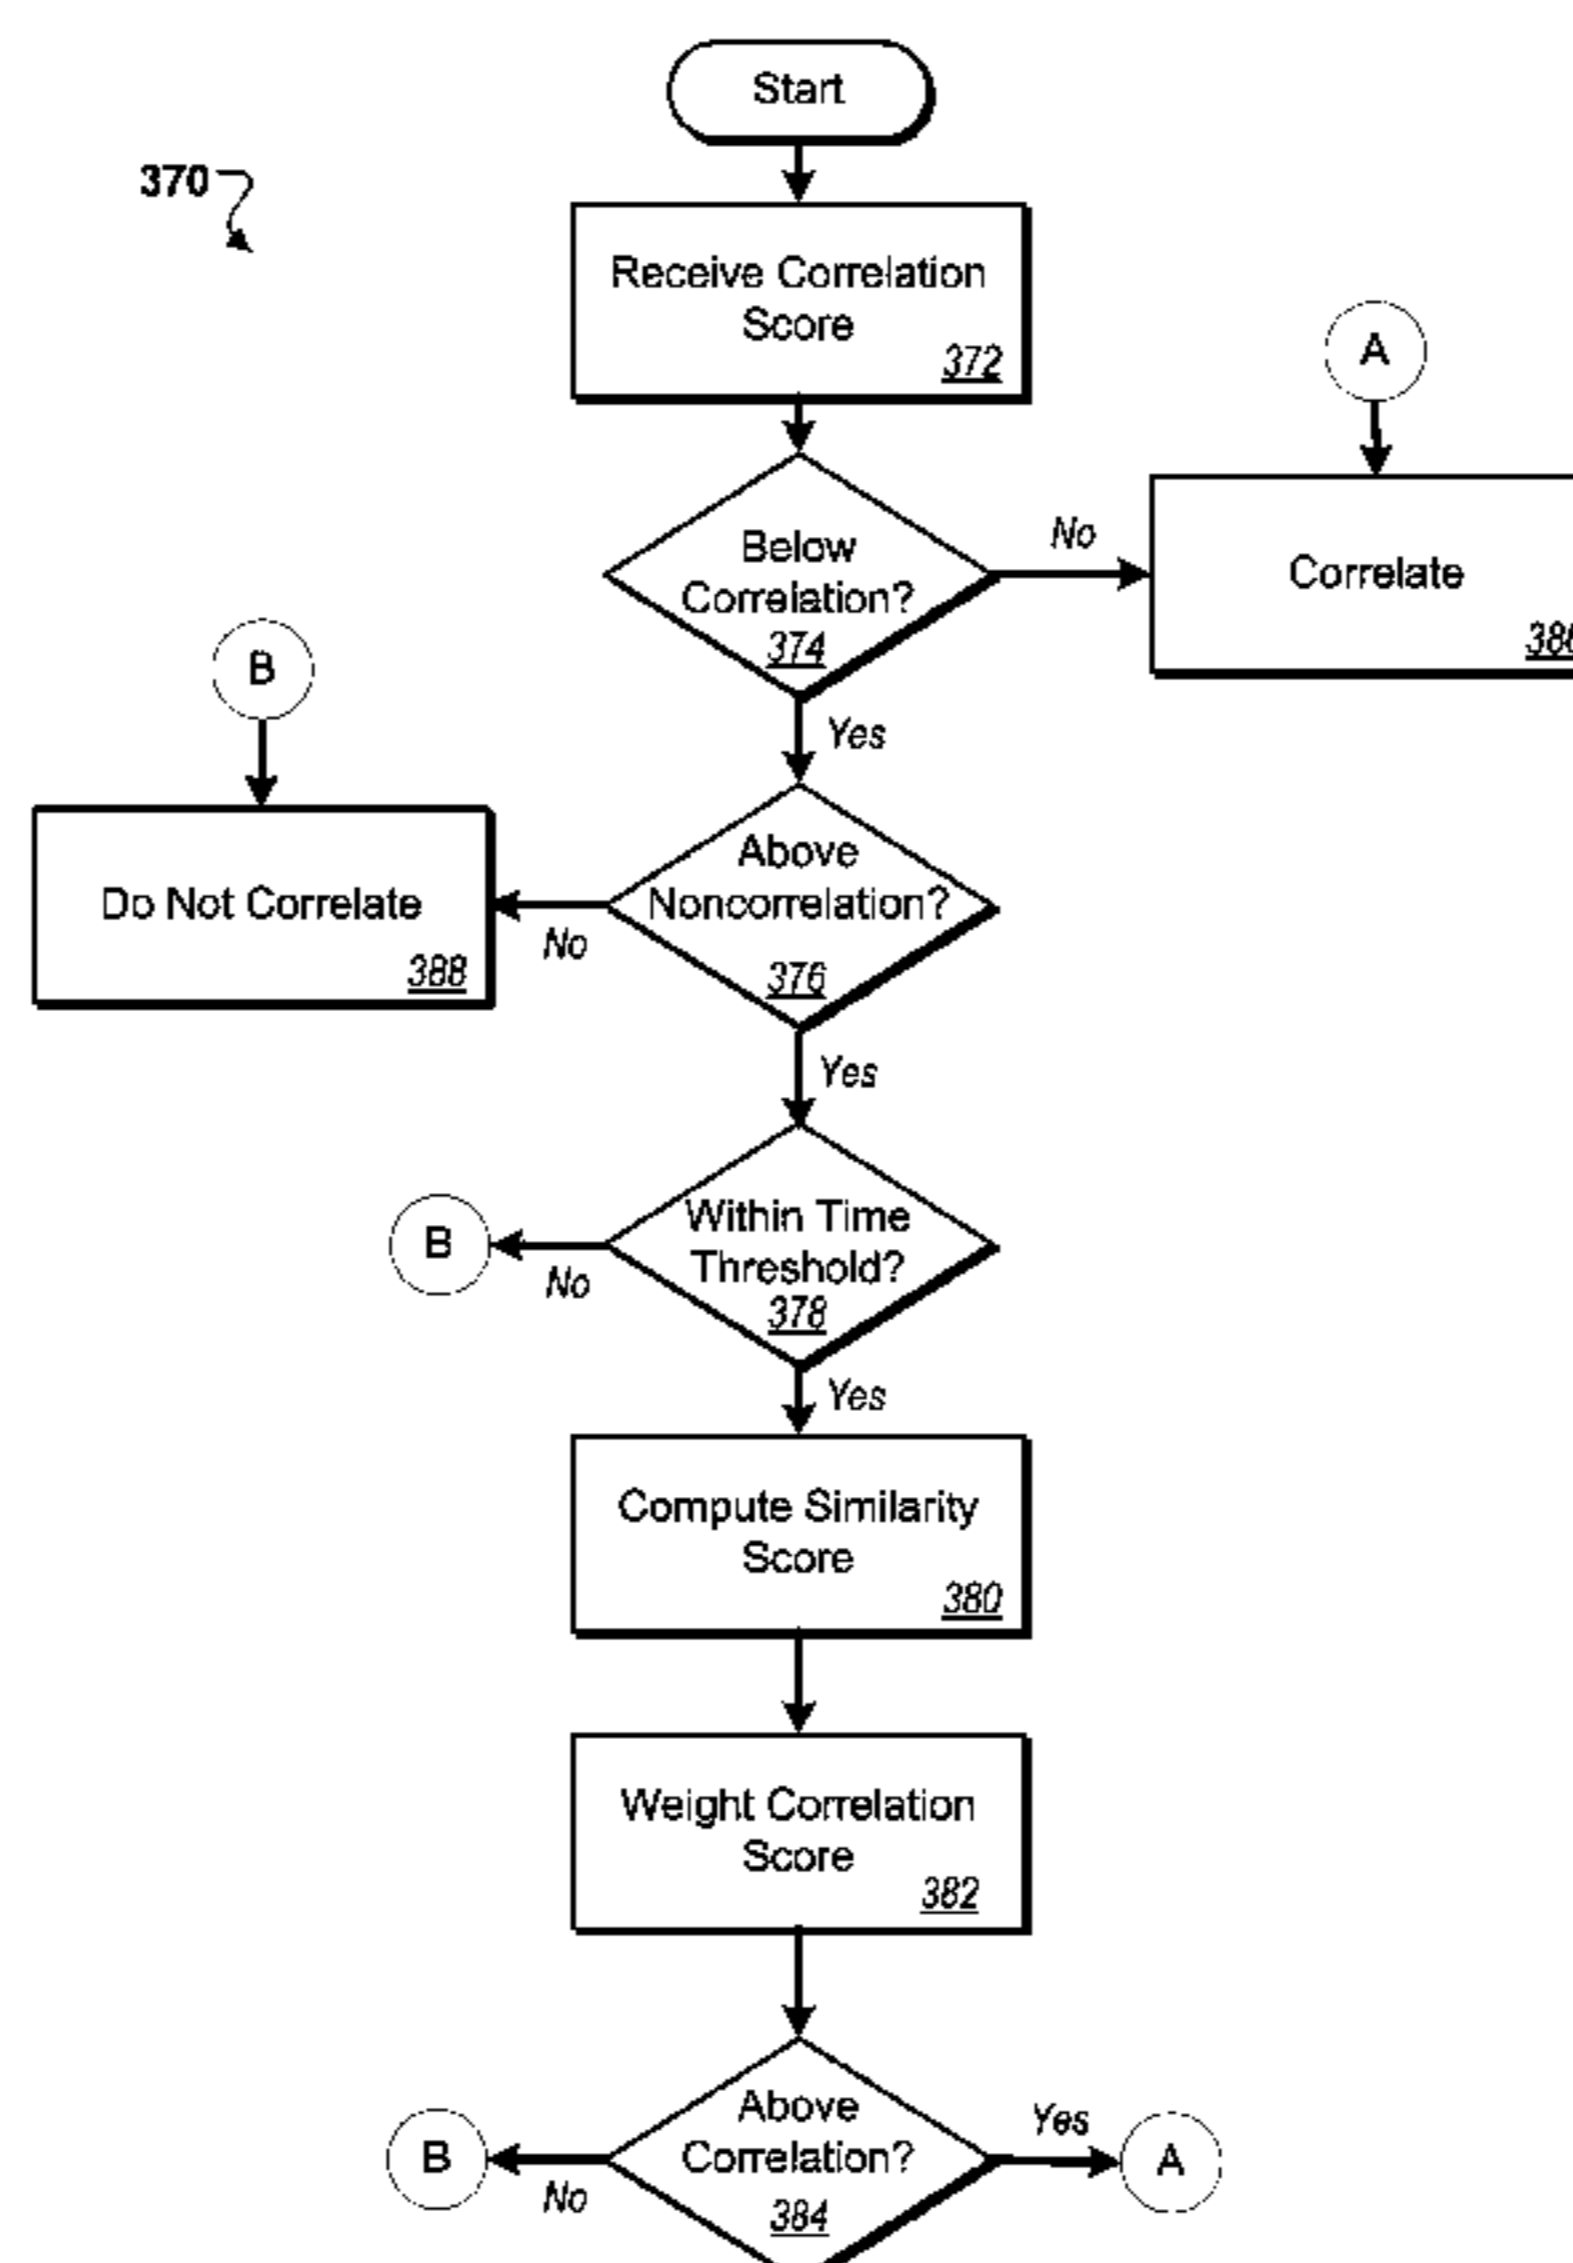 Start
370
Receive Correlation
Score
372
A
Below
Correlation?
374
No
Correlate
B
Yes
Above
Noncorrelation?
376
No
Do Not Correlate
388
Yes
Within Time
Threshold?
378
B
No
Yes
Compute Similarity
Score
380
Weight Correlation
Score
382
Above
Correlation?
384
B
No
Yes
A